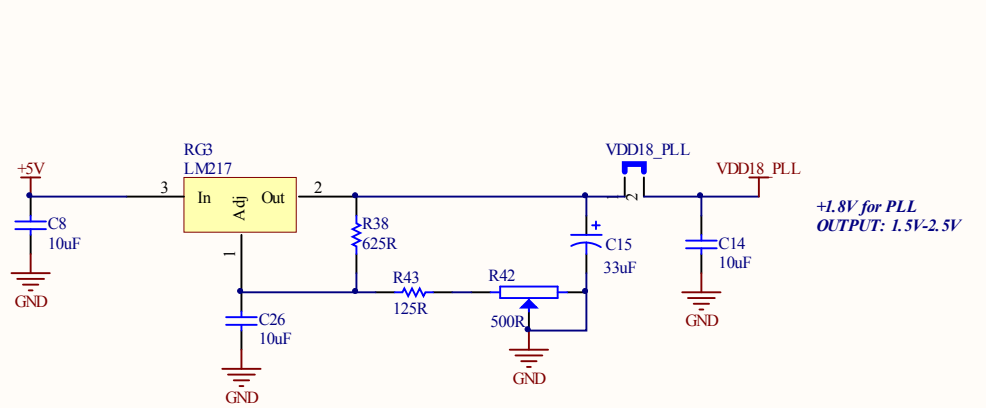 RG3
LM217
+5V
3
In
Adj
Out
2
1
C8
10uF
GND
R38
625R
R43
125R
R42
500R
C26
10uF
GND
GND
+
C15
33uF
VDD18_PLL
1
2
VDD18_PLL
C14
10uF
GND
+1.8V for PLL
OUTPUT: 1.5V-2.5V